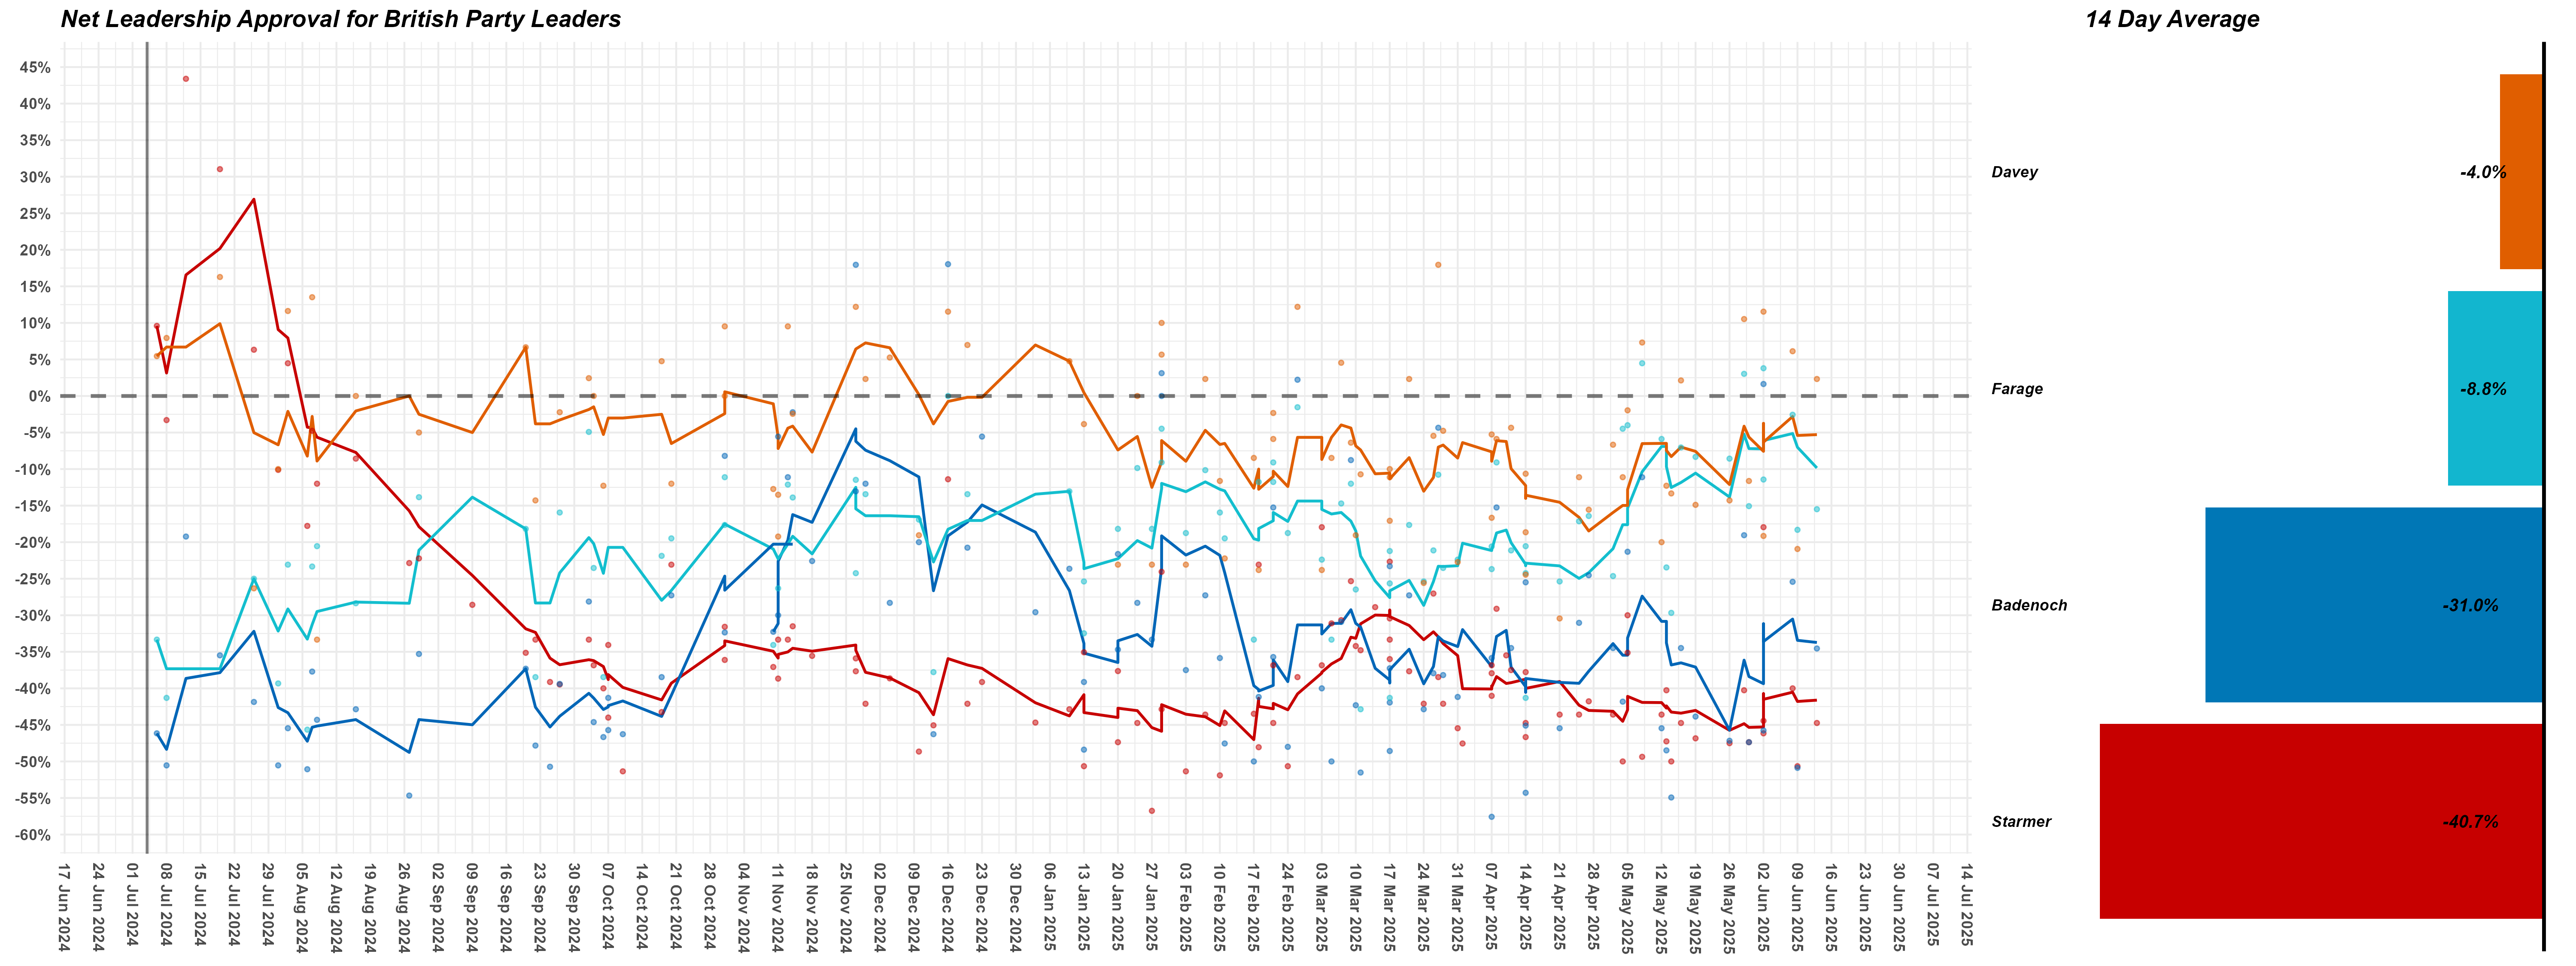 Net Leadership Approval for British Party Leaders
14 Day Average
45%
40%
35%
30%
25%
20%
15%
10%
5%
0%
-5%
-10%
-15%
-20%
-25%
-30%
-35%
-40%
-45%
-50%
-55%
-60%
17 Jun 2024
24 Jun 2024
01 Jul 2024
08 Jul 2024
15 Jul 2024
22 Jul 2024
29 Jul 2024
05 Aug 2024
12 Aug 2024
19 Aug 2024
26 Aug 2024
02 Sep 2024
09 Sep 2024
16 Sep 2024
23 Sep 2024
30 Sep 2024
07 Oct 2024
14 Oct 2024
21 Oct 2024
28 Oct 2024
04 Nov 2024
11 Nov 2024
18 Nov 2024
25 Nov 2024
02 Dec 2024
09 Dec 2024
16 Dec 2024
23 Dec 2024
30 Dec 2024
06 Jan 2025
13 Jan 2025
20 Jan 2025
27 Jan 2025
03 Feb 2025
10 Feb 2025
17 Feb 2025
24 Feb 2025
03 Mar 2025
10 Mar 2025
17 Mar 2025
24 Mar 2025
31 Mar 2025
07 Apr 2025
14 Apr 2025
21 Apr 2025
28 Apr 2025
05 May 2025
12 May 2025
19 May 2025
26 May 2025
02 Jun 2025
09 Jun 2025
16 Jun 2025
23 Jun 2025
30 Jun 2025
07 Jul 2025
14 Jul 2025
Davey
-4.0%
Farage
-8.8%
Badenoch
-31.0%
Starmer
-40.7%